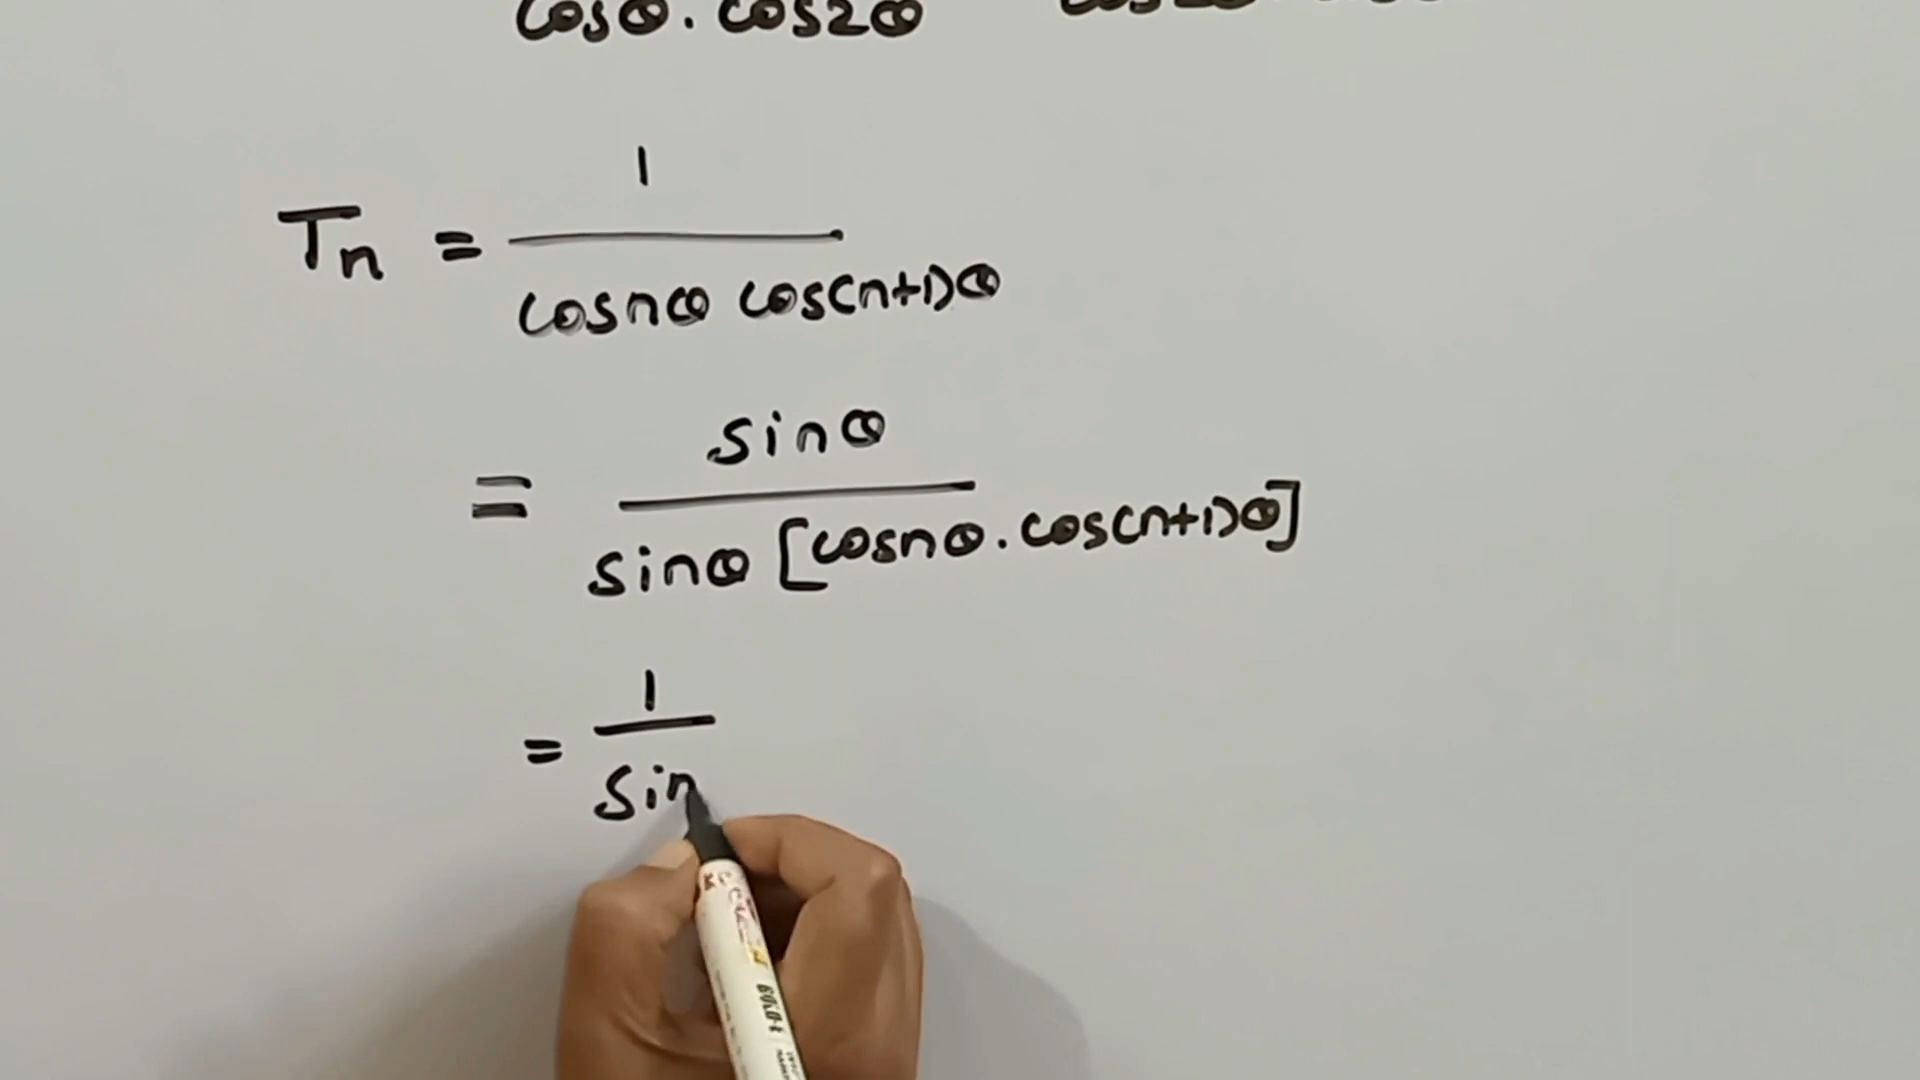 cosθ . cos2θ
1
Tn = 
cosnθ cos(n+1)θ
sinθ
=
sinθ [cosnθ . cos(n+1)θ]
1
=
sin